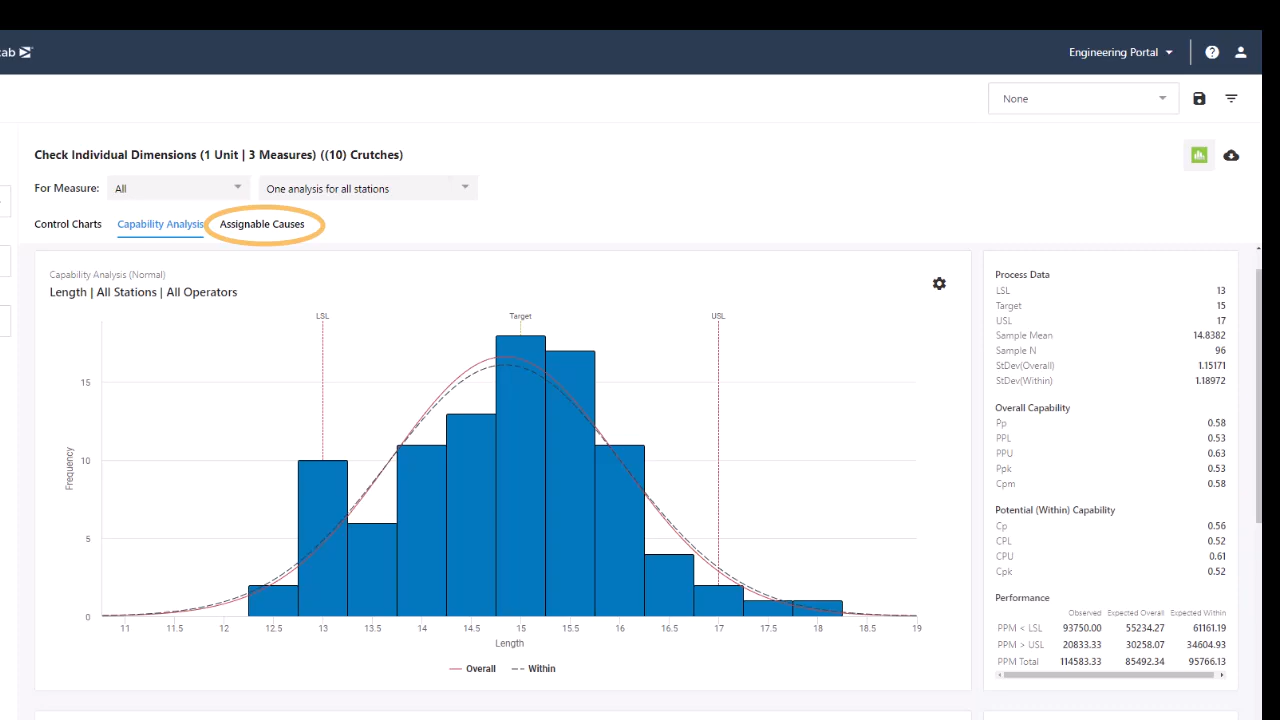 Engineering Portal
None
Check Individual Dimensions (1 Unit | 3 Measures) ((10) Crutches)
For Measure: All One analysis for all stations
Control Charts Capability Analysis Assignable Causes
Capability Analysis (Normal)
Length | All Stations | All Operators
LSL Target USL
15
10
5
0
Frequency
11 11.5 12 12.5 13 13.5 14 14.5 15 15.5 16 16.5 17 17.5 18 18.5 19
Length
Overall Within
Process Data
LSL 13
Target 15
USL 17
Sample Mean 14.8382
Sample N 96
StDev(Overall) 1.15171
StDev(Within) 1.18972
Overall Capability
Pp 0.58
PPL 0.53
PPU 0.63
Ppk 0.53
Cpm 0.58
Potential (Within) Capability
Cp 0.56
CPL 0.52
CPU 0.61
Cpk 0.52
Performance
Observed Expected Overall Expected Within
PPM < LSL 93750.00 55234.27 61161.19
PPM > USL 20833.33 30258.07 34604.93
PPM Total 114583.33 85492.34 95766.13